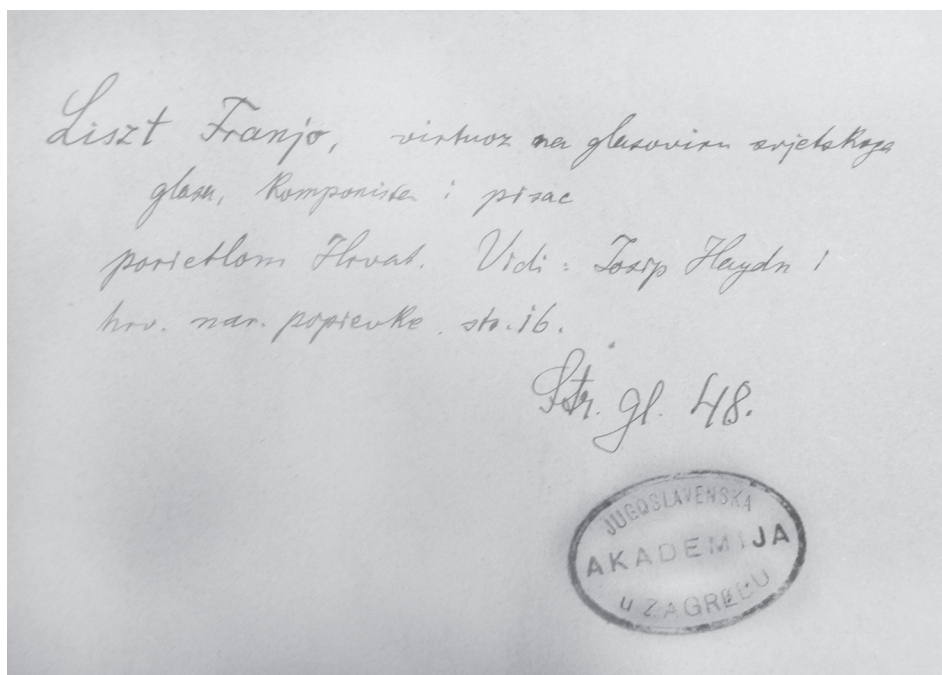 Liszt Franjo, virtuoz na glasoviru svjetskoga
glasa, komponista i pisac
porietlom Hrvat. Vidi: Josip Haydn i
hrv. nar. popievke. str. 16.
Str. gl. 48.
JUGOSLAVENSKA
AKADEMIJA
U ZAGREBU